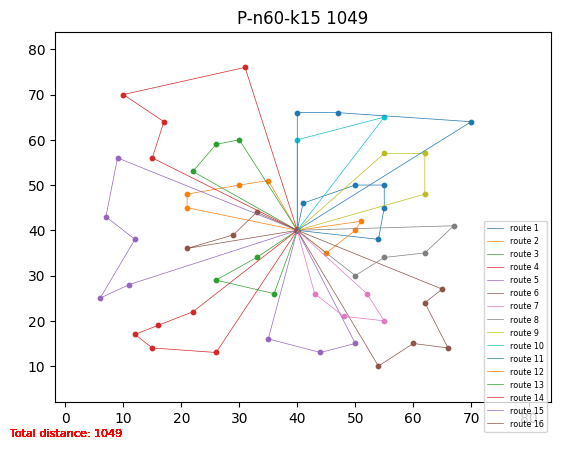 P-n60-k15 1049
80
70
60
50
40
30
20
10
0 10 20 30 40 50 60 70 80
route 1
route 2
route 3
route 4
route 5
route 6
route 7
route 8
route 9
route 10
route 11
route 12
route 13
route 14
route 15
route 16
Total distance: 1049